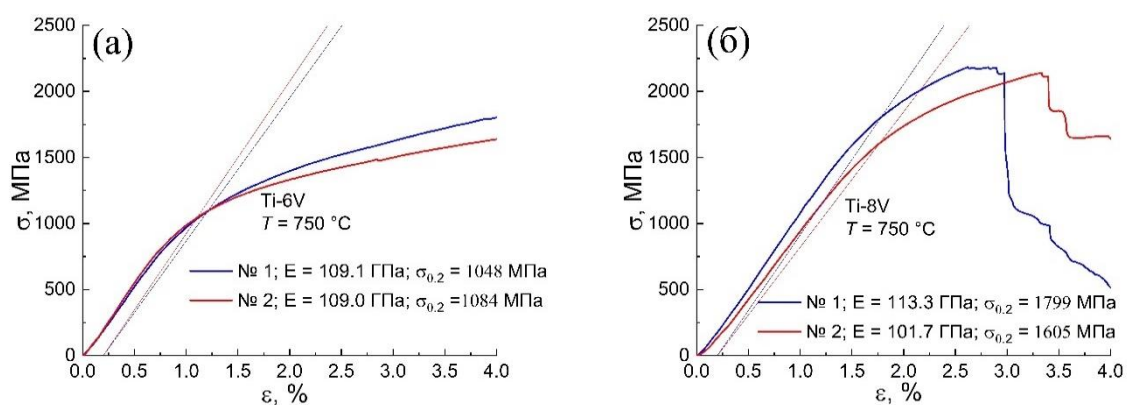 (а)
2500
2000
1500
1000
500
0
σ, МПа
Ti-6V
T = 750 °C
№ 1; E = 109.1 ГПа; σ0.2 = 1048 МПа
№ 2; E = 109.0 ГПа; σ0.2 =1084 МПа
0.0 0.5 1.0 1.5 2.0 2.5 3.0 3.5 4.0
ε, %
(б)
2500
2000
1500
1000
500
0
σ, МПа
Ti-8V
T = 750 °C
№ 1; E = 113.3 ГПа; σ0.2 = 1799 МПа
№ 2; E = 101.7 ГПа; σ0.2 = 1605 МПа
0.0 0.5 1.0 1.5 2.0 2.5 3.0 3.5 4.0
ε, %